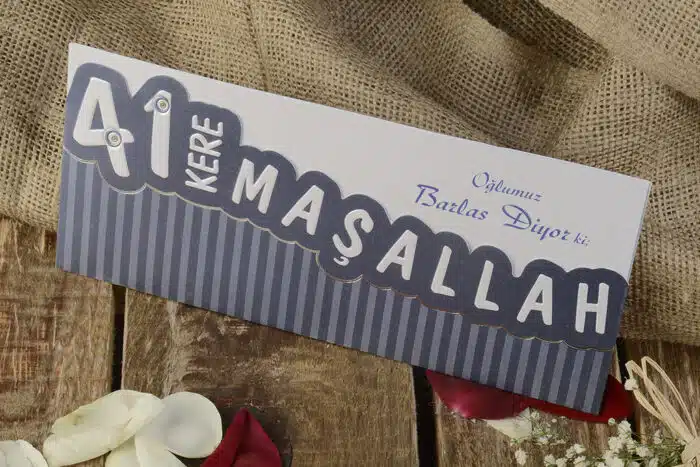 41 KERE MAŞALLAH
Oğlumuz
Barlas Diyor ki;